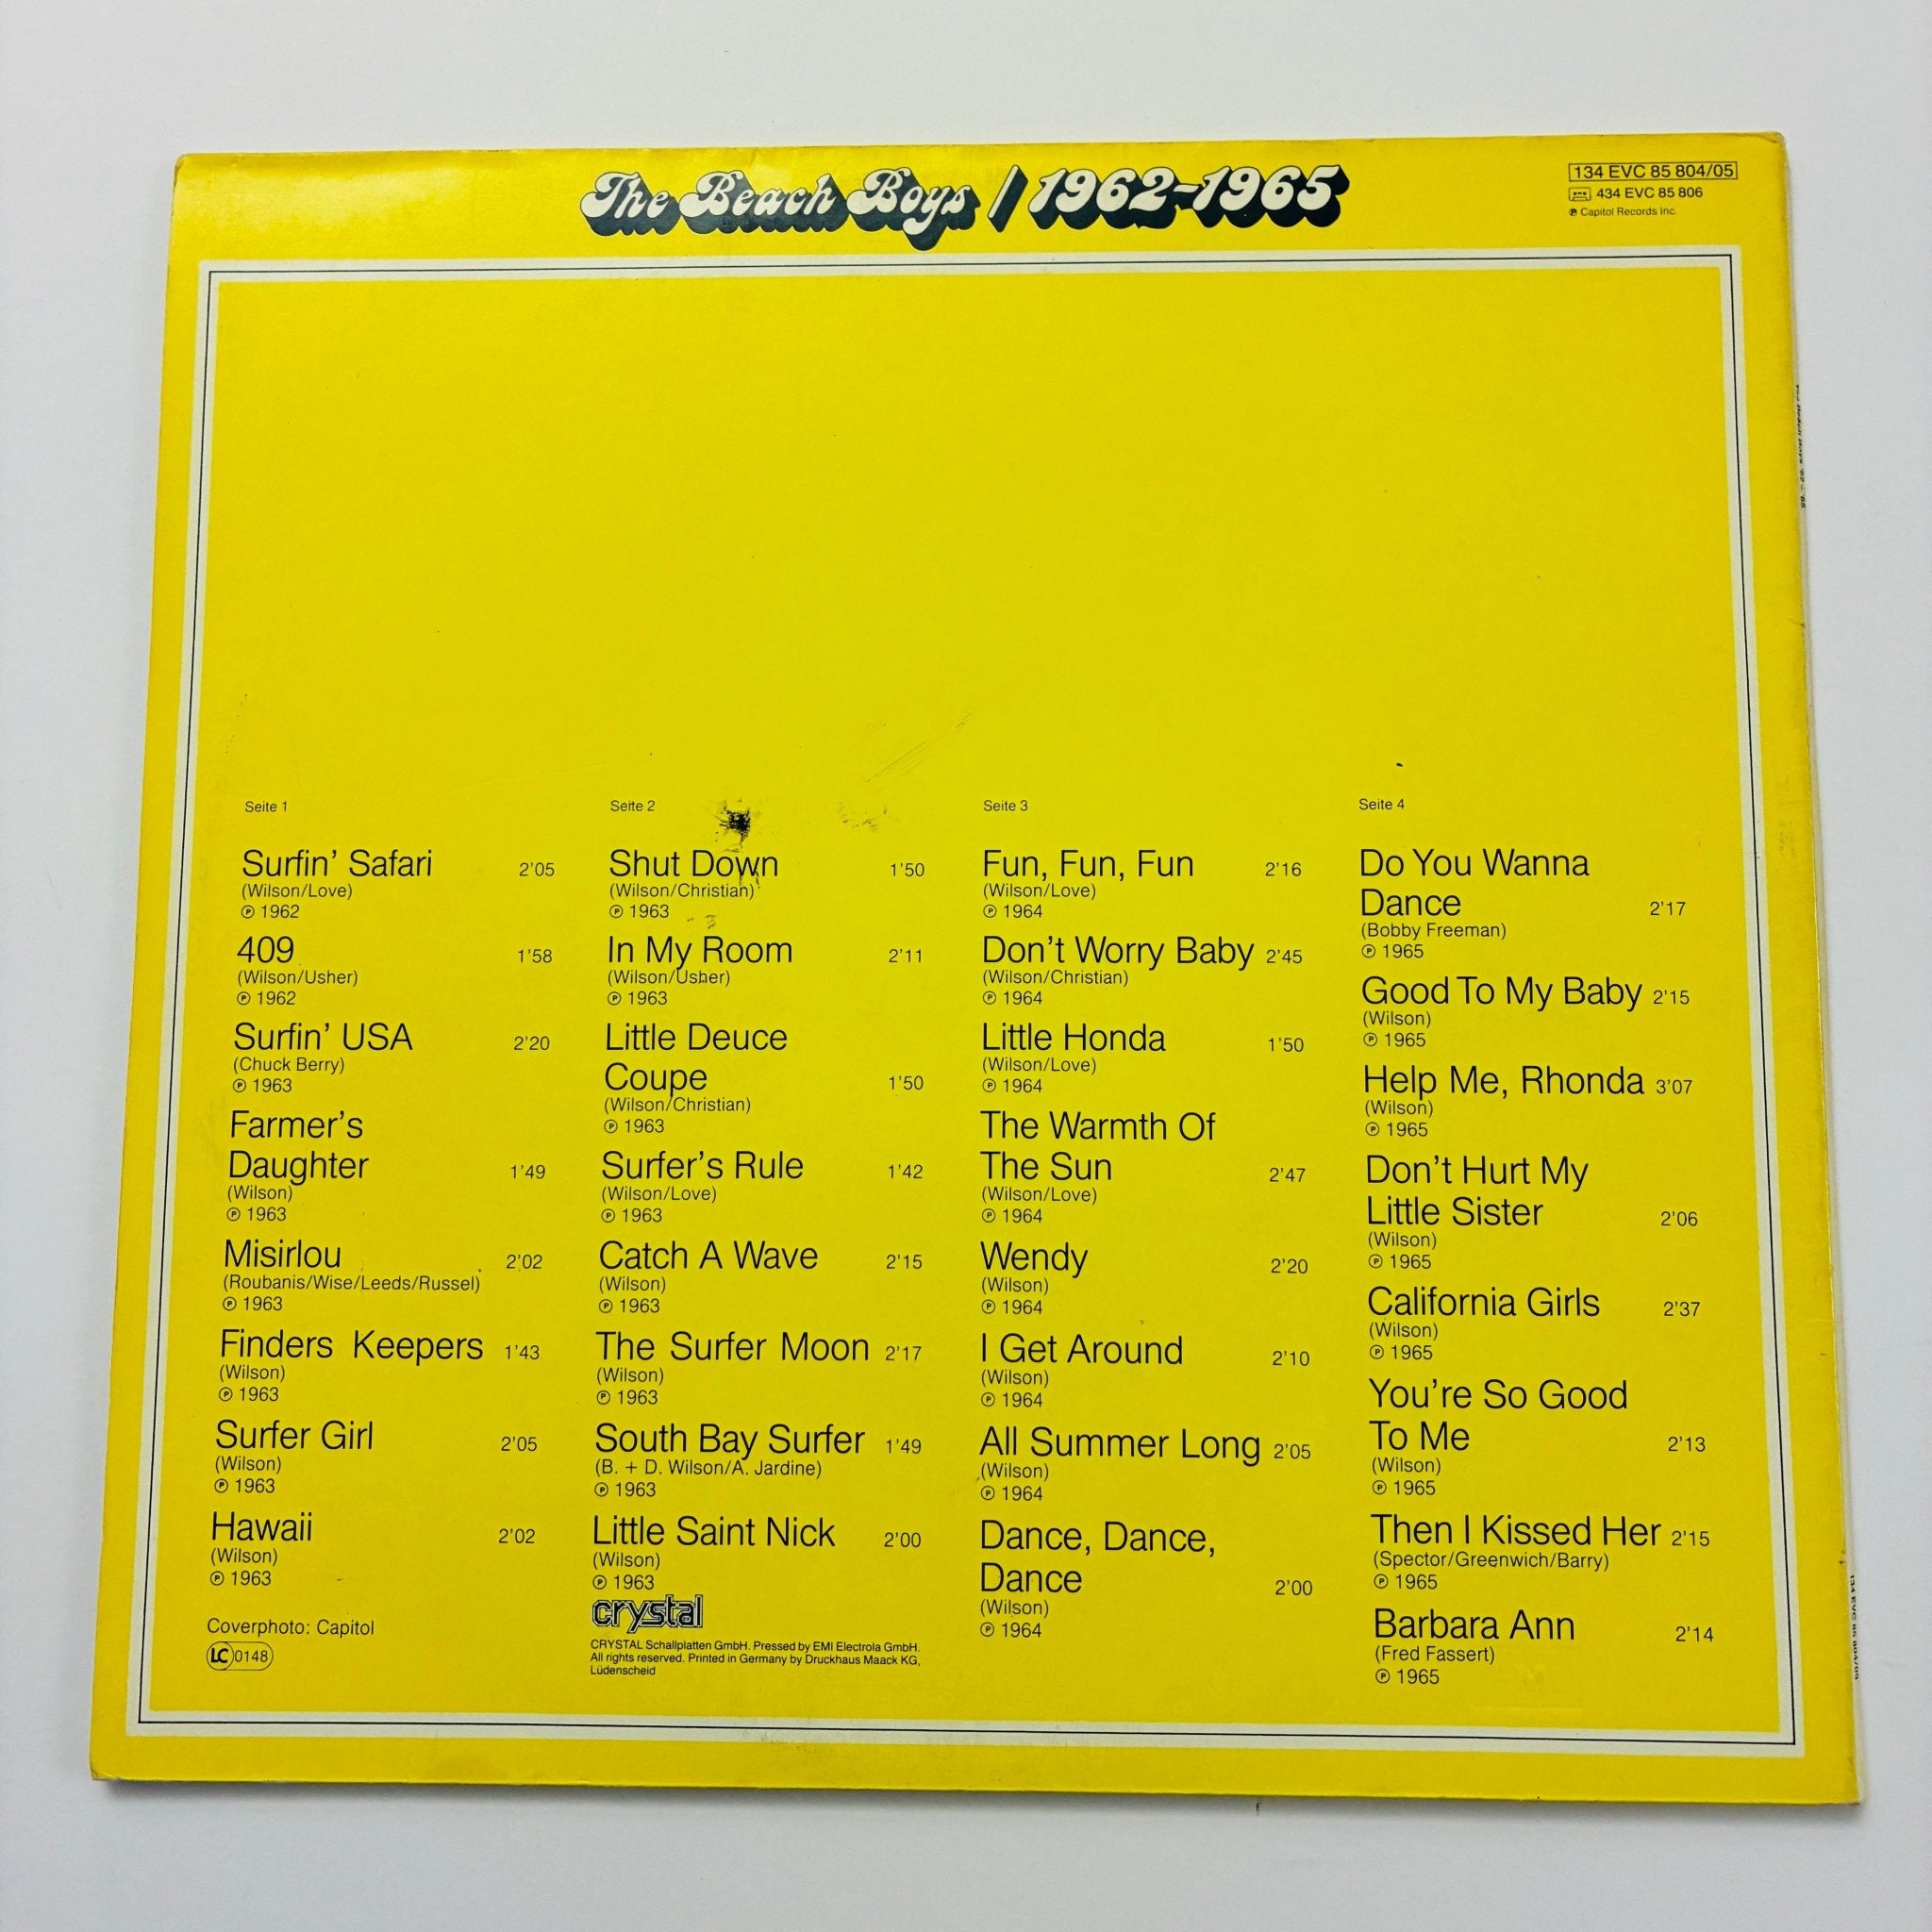 The Beach Boys / 1962-1965
134 EVC 85 804/05
434 EVC 85 806
℗ Capitol Records Inc.
Seite 1
Surfin' Safari 2'05
(Wilson/Love)
℗ 1962
409 1'58
(Wilson/Usher)
℗ 1962
Surfin' USA 2'20
(Chuck Berry)
℗ 1963
Farmer's
Daughter 1'49
(Wilson)
℗ 1963
Misirlou 2'02
(Roubanis/Wise/Leeds/Russel)
℗ 1963
Finders Keepers 1'43
(Wilson)
℗ 1963
Surfer Girl 2'05
(Wilson)
℗ 1963
Hawaii 2'02
(Wilson)
℗ 1963
Coverphoto: Capitol
LC 0148
Seite 2
Shut Down 1'50
(Wilson/Christian)
℗ 1963
In My Room 2'11
(Wilson/Usher)
℗ 1963
Little Deuce
Coupe 1'50
(Wilson/Christian)
℗ 1963
Surfer's Rule 1'42
(Wilson/Love)
℗ 1963
Catch A Wave 2'15
(Wilson)
℗ 1963
The Surfer Moon 2'17
(Wilson)
℗ 1963
South Bay Surfer 1'49
(B. + D. Wilson/A. Jardine)
℗ 1963
Little Saint Nick 2'00
(Wilson)
℗ 1963
crystal
CRYSTAL Schallplatten GmbH. Pressed by EMI Electrola GmbH.
All rights reserved. Printed in Germany by Druckhaus Maack KG,
Lüdenscheid
Seite 3
Fun, Fun, Fun 2'16
(Wilson/Love)
℗ 1964
Don't Worry Baby 2'45
(Wilson/Christian)
℗ 1964
Little Honda 1'50
(Wilson/Love)
℗ 1964
The Warmth Of
The Sun 2'47
(Wilson/Love)
℗ 1964
Wendy 2'20
(Wilson)
℗ 1964
I Get Around 2'10
(Wilson)
℗ 1964
All Summer Long 2'05
(Wilson)
℗ 1964
Dance, Dance,
Dance 2'00
(Wilson)
℗ 1964
Seite 4
Do You Wanna
Dance 2'17
(Bobby Freeman)
℗ 1965
Good To My Baby 2'15
(Wilson)
℗ 1965
Help Me, Rhonda 3'07
(Wilson)
℗ 1965
Don't Hurt My
Little Sister 2'06
(Wilson)
℗ 1965
California Girls 2'37
(Wilson)
℗ 1965
You're So Good
To Me 2'13
(Wilson)
℗ 1965
Then I Kissed Her 2'15
(Spector/Greenwich/Barry)
℗ 1965
Barbara Ann 2'14
(Fred Fassert)
℗ 1965
134 EVC 85 804/05